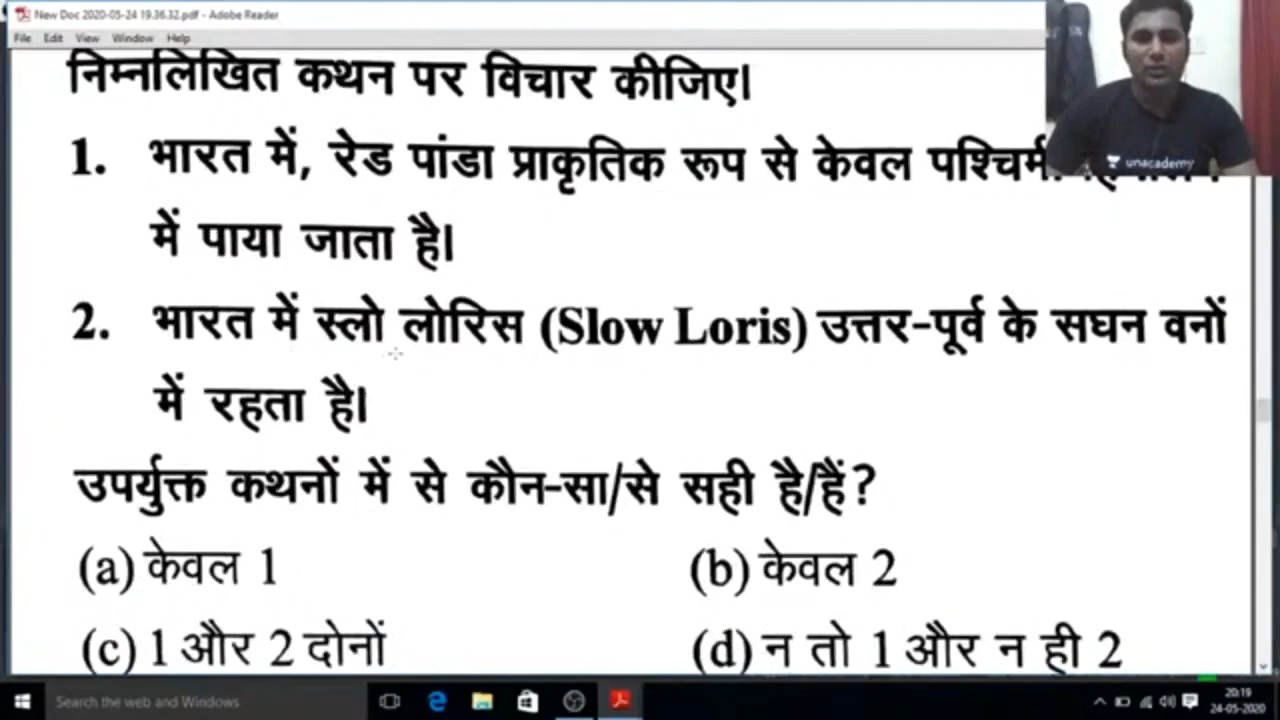 New Doc 2020-05-24 19.36.32.pdf - Adobe Reader
File Edit View Window Help
unacademy
निम्नलिखित कथन पर विचार कीजिए।
1. भारत में, रेड पांडा प्राकृतिक रूप से केवल
में पाया जाता है।
2. भारत में स्लो लोरिस (Slow Loris) उत्तर-पूर्व के सघन वनों
में रहता है।
उपर्युक्त कथनों में से कौन-सा/से सही है/हैं?
(a) केवल 1 (b) केवल 2
(c) 1 और 2 दोनों (d) न तो 1 और न ही 2
Search the web and Windows
20:19
24-05-2020